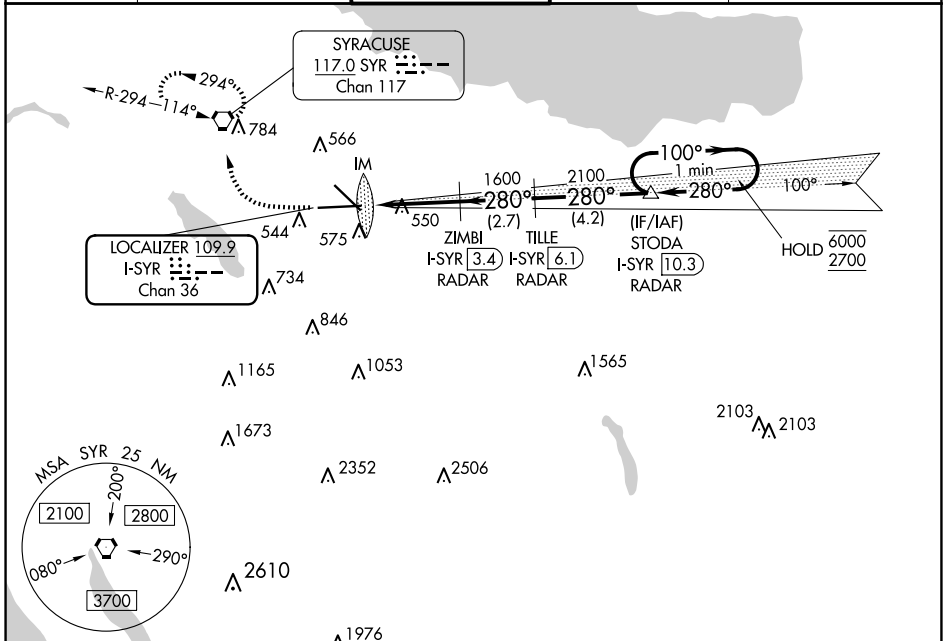 SYRACUSE
117.0 SYR
Chan 117
294°
R-294
114°
784
566
IM
1600
2100
100°
1 min
280°
280°
280°
100°
550
(2.7)
(4.2)
(IF/IAF)
544
575
ZIMBI
TILLE
STODA
I-SYR 3.4
I-SYR 6.1
I-SYR 10.3
RADAR
RADAR
RADAR
HOLD 6000
2700
LOCALIZER 109.9
I-SYR
Chan 36
734
846
1165
1053
1565
1673
2103
2103
2352
2506
MSA SYR 25 NM
200°
2100
2800
080°
290°
3700
2610
1976